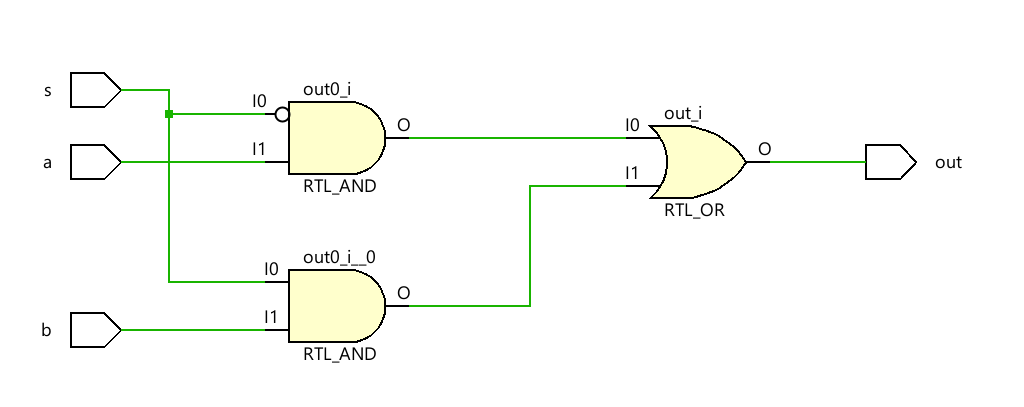 s
I0
out0_i
a
I1
O
RTL_AND
I0
out_i
I1
O
RTL_OR
out
I0
out0_i__0
b
I1
O
RTL_AND